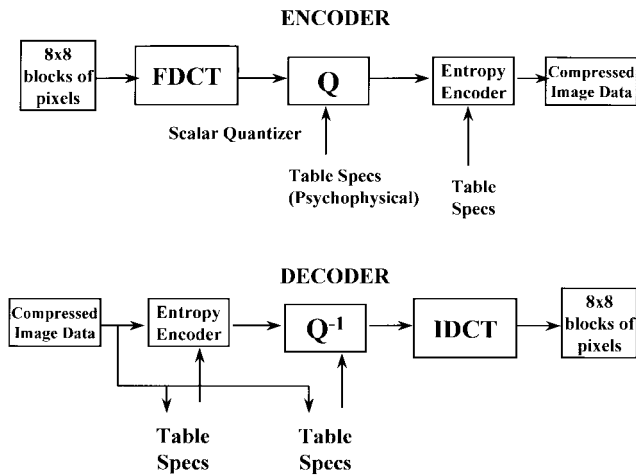 ENCODER
8x8
blocks of
pixels
FDCT
Q
Entropy
Encoder
Compressed
Image Data
Scalar Quantizer
Table Specs
(Psychophysical)
Table
Specs
DECODER
Compressed
Image Data
Entropy
Encoder
Q-1
IDCT
8x8
blocks of
pixels
Table
Specs
Table
Specs